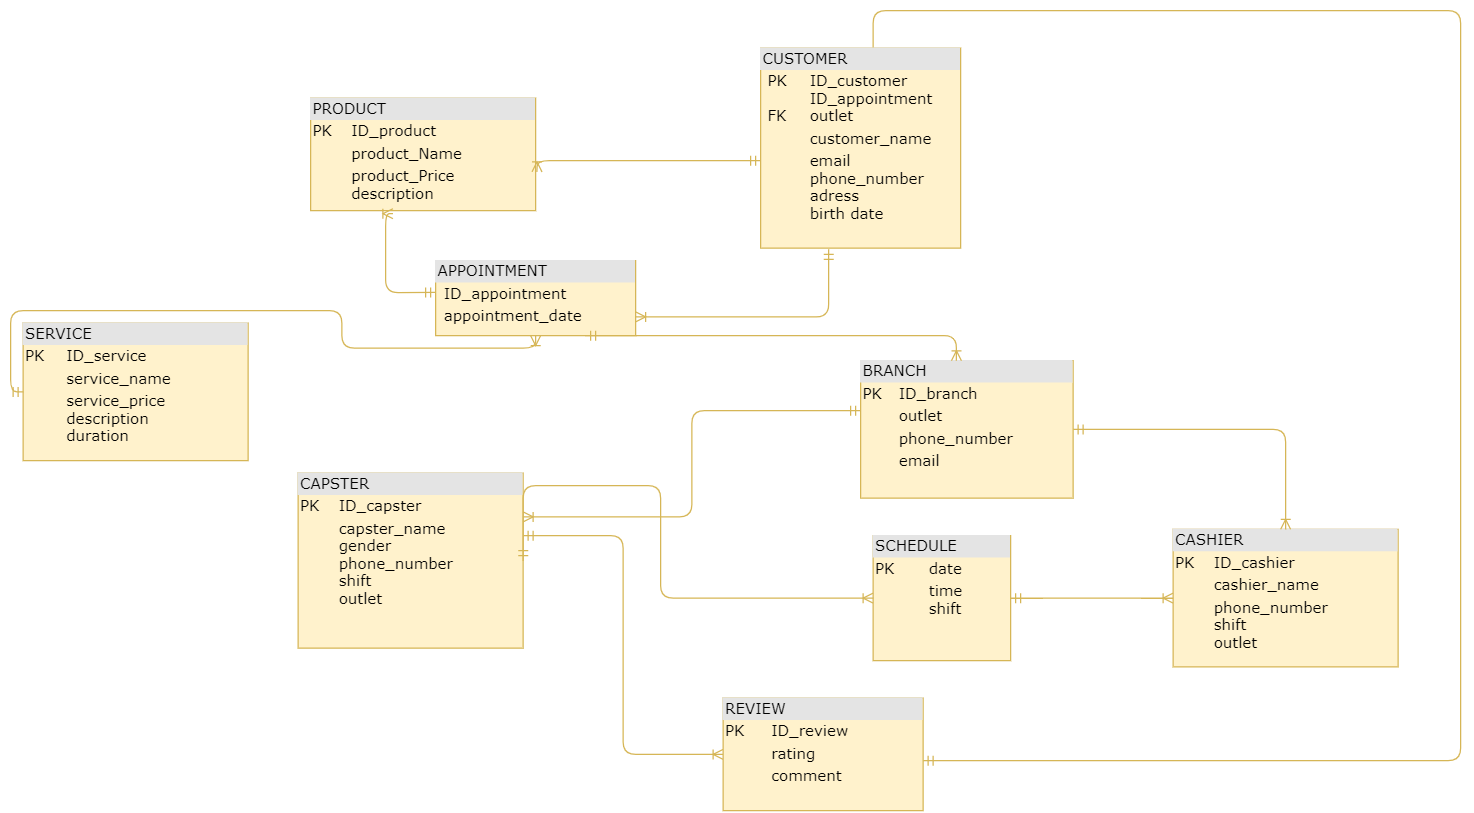 CUSTOMER
PK ID_customer
ID_appointment
FK outlet
customer_name
email
phone_number
adress
birth date
PRODUCT
PK ID_product
product_Name
product_Price
description
APPOINTMENT
ID_appointment
appointment_date
SERVICE
PK ID_service
service_name
service_price
description
duration
BRANCH
PK ID_branch
outlet
phone_number
email
CAPSTER
PK ID_capster
capster_name
gender
phone_number
shift
outlet
SCHEDULE
PK date
time
shift
CASHIER
PK ID_cashier
cashier_name
phone_number
shift
outlet
REVIEW
PK ID_review
rating
comment